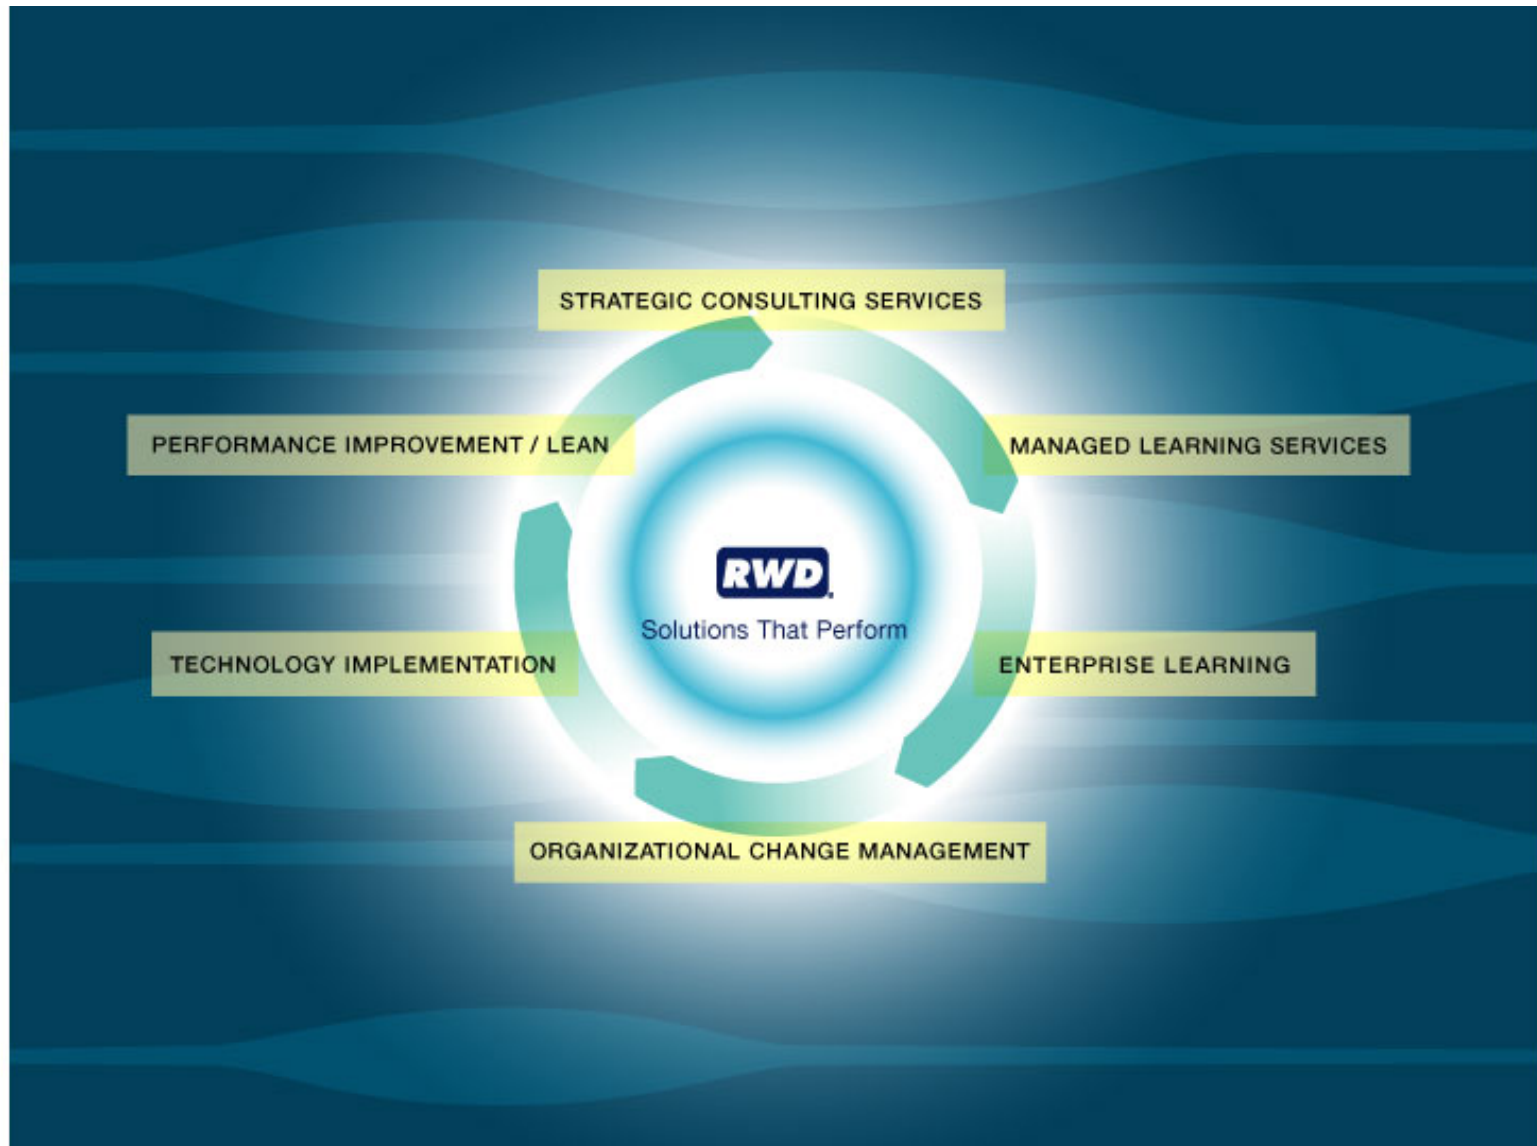 STRATEGIC CONSULTING SERVICES
PERFORMANCE IMPROVEMENT / LEAN
MANAGED LEARNING SERVICES
RWD
Solutions That Perform
TECHNOLOGY IMPLEMENTATION
ENTERPRISE LEARNING
ORGANIZATIONAL CHANGE MANAGEMENT